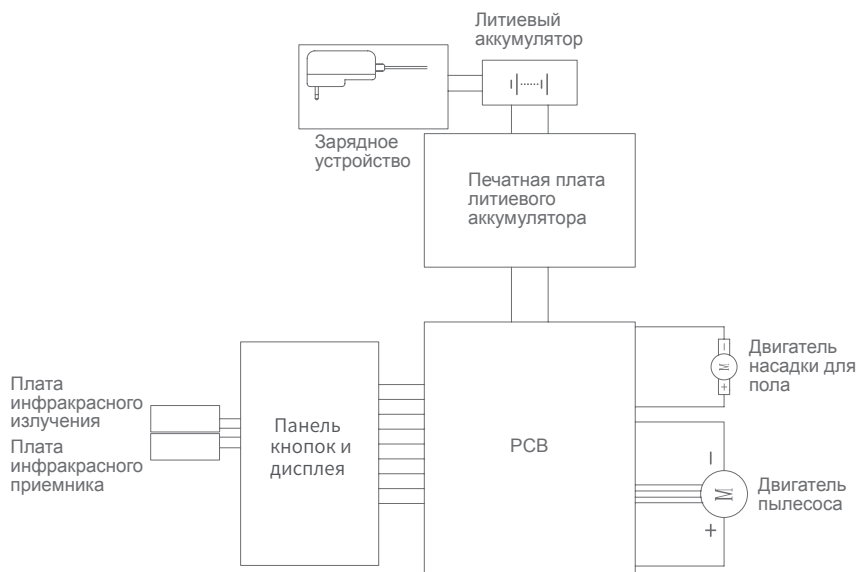 Литиевый
аккумулятор
Зарядное
устройство
Печатная плата
литиевого
аккумулятора
Плата
инфракрасного
излучения
Плата
инфракрасного
приемника
Панель
кнопок и
дисплея
PCB
−
M
+
Двигатель
насадки для
пола
−
M
+
Двигатель
пылесоса